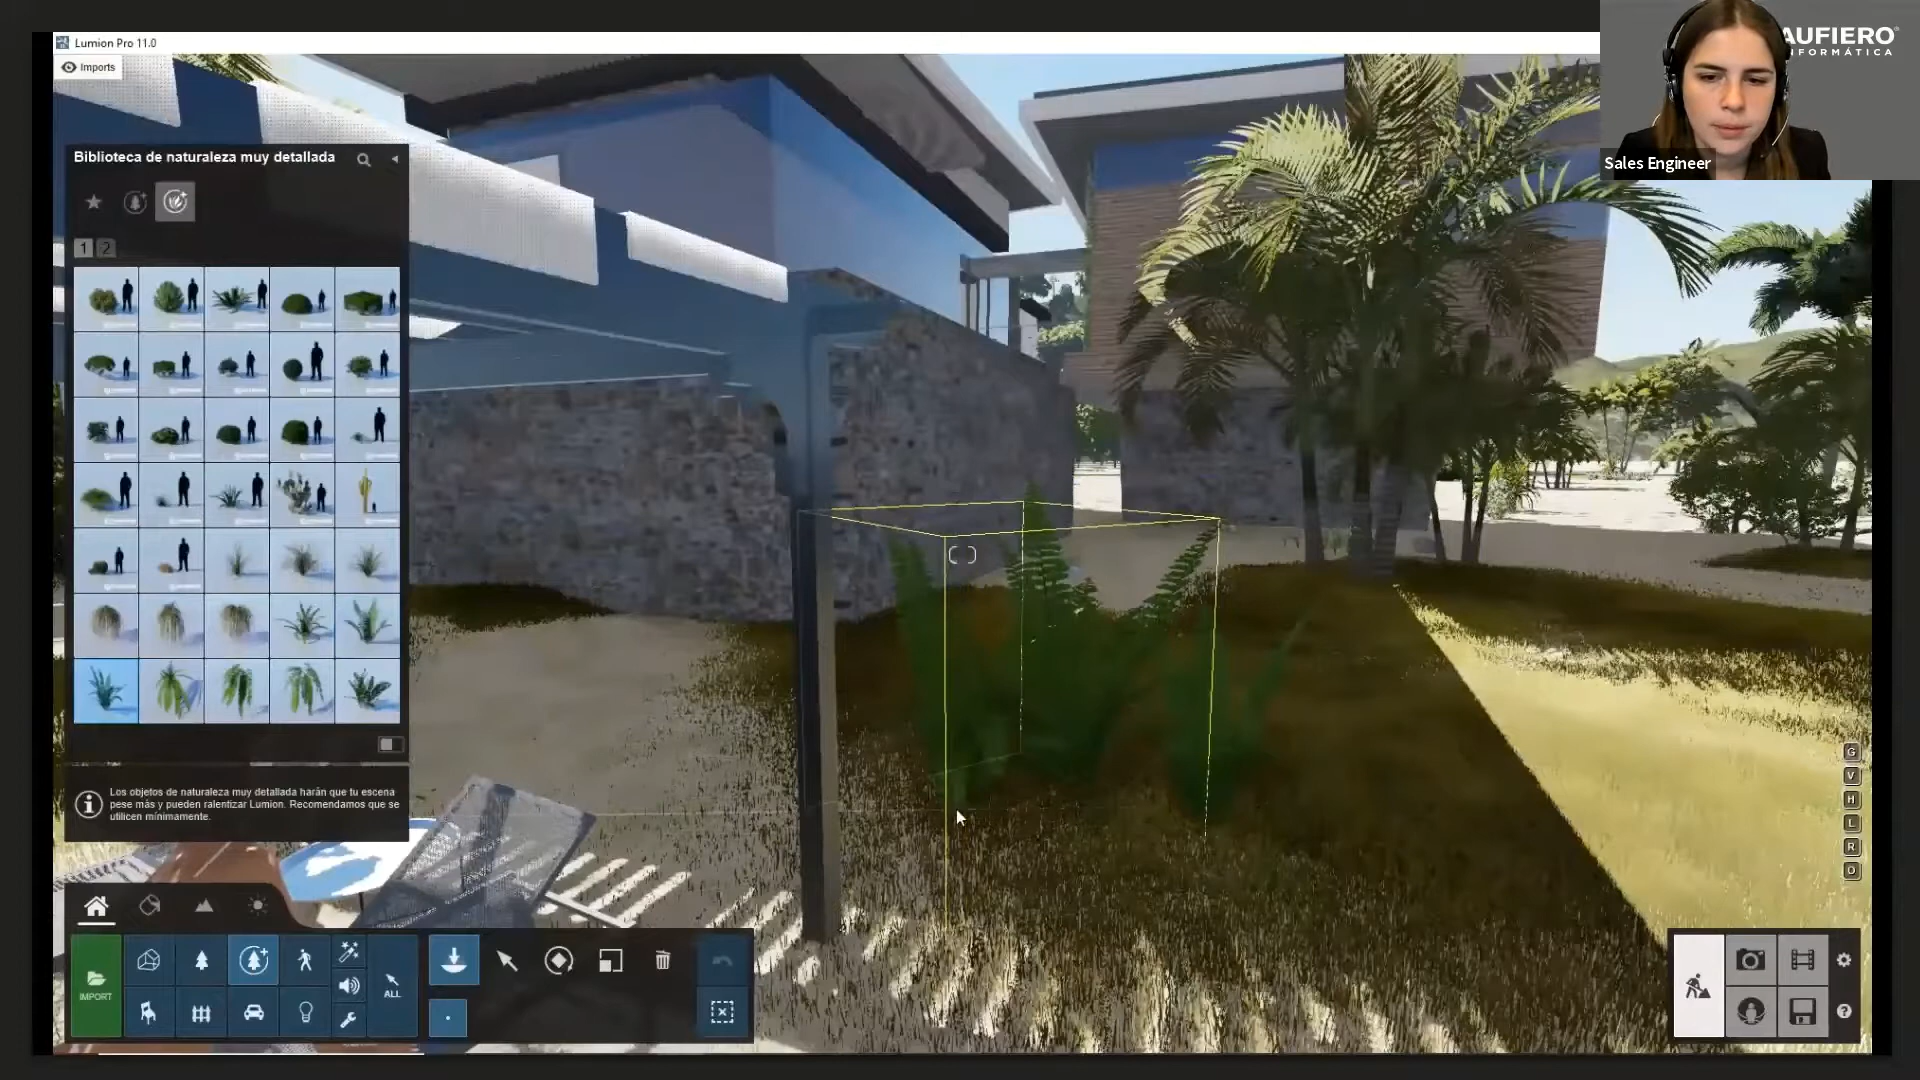 Lumion Pro 11.0
Imports
AUFIERO
INFORMÁTICA
Sales Engineer
Biblioteca de naturaleza muy detallada
1 2
Los objetos de naturaleza muy detallada harán que tu escena
pese más y pueden ralentizar Lumion. Recomendamos que se
utilicen mínimamente.
G
V
H
L
R
O
IMPORT
ALL
?